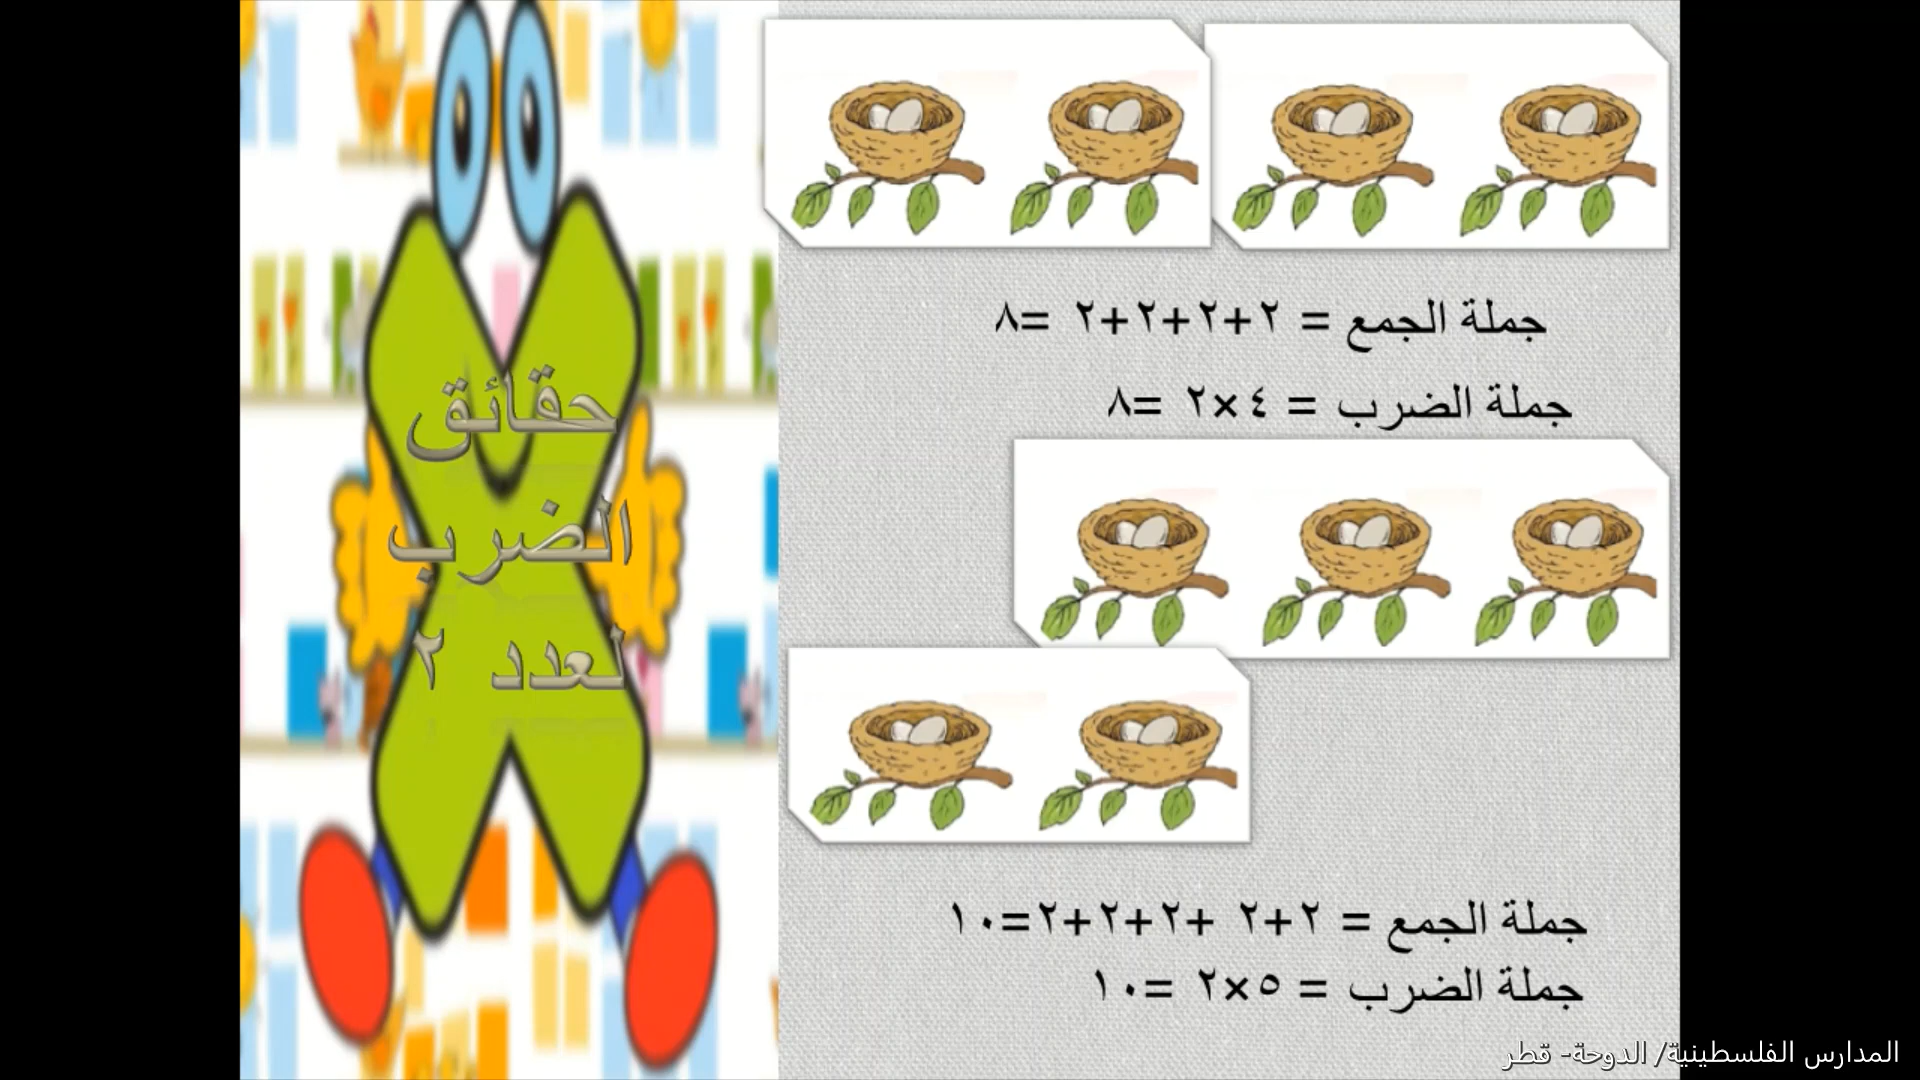 حقائق
الضرب
لعدد ٢
جملة الجمع = ٢+٢+٢+٢ =٨
جملة الضرب = ٤×٢ =٨
جملة الجمع = ٢+٢ +٢+٢+٢=١٠
جملة الضرب = ٥×٢ =١٠
المدارس الفلسطينية/ الدوحة- قطر